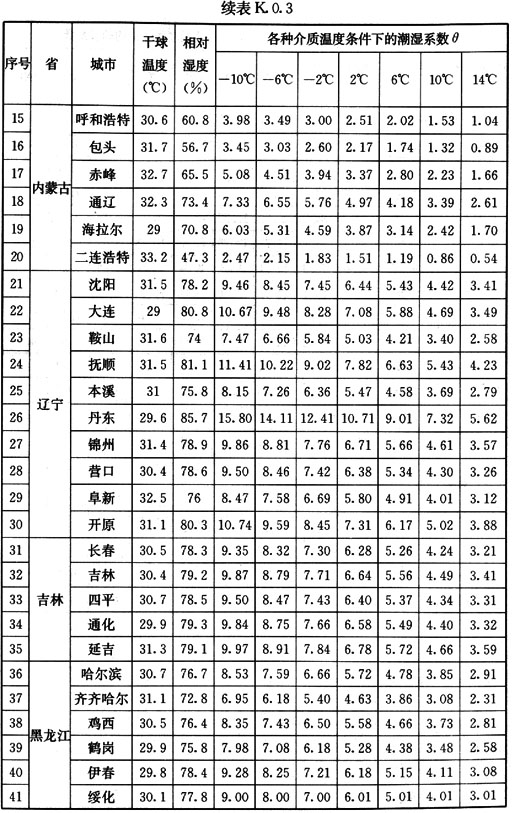 续表 K.0.3
序号 省 城市 干球温度(℃) 相对湿度(%) 各种介质温度条件下的潮湿系数θ
−10℃ −6℃ −2℃ 2℃ 6℃ 10℃ 14℃
15 内蒙古 呼和浩特 30.6 60.8 3.98 3.49 3.00 2.51 2.02 1.53 1.04
16 包头 31.7 56.7 3.45 3.03 2.60 2.17 1.74 1.32 0.89
17 赤峰 32.7 65.5 5.08 4.51 3.94 3.37 2.80 2.23 1.66
18 通辽 32.3 73.4 7.33 6.55 5.76 4.97 4.18 3.39 2.61
19 海拉尔 29 70.8 6.03 5.31 4.59 3.87 3.14 2.42 1.70
20 二连浩特 33.2 47.3 2.47 2.15 1.83 1.51 1.19 0.86 0.54
21 辽宁 沈阳 31.5 78.2 9.46 8.45 7.45 6.44 5.43 4.42 3.41
22 大连 29 80.8 10.67 9.48 8.28 7.08 5.88 4.69 3.49
23 鞍山 31.6 74 7.47 6.66 5.84 5.03 4.21 3.40 2.58
24 抚顺 31.5 81.1 11.41 10.22 9.02 7.82 6.63 5.43 4.23
25 本溪 31 75.8 8.15 7.26 6.36 5.47 4.58 3.69 2.79
26 丹东 29.6 85.7 15.80 14.11 12.41 10.71 9.01 7.32 5.62
27 锦州 31.4 78.9 9.86 8.81 7.76 6.71 5.66 4.61 3.57
28 营口 30.4 78.6 9.50 8.46 7.42 6.38 5.34 4.30 3.26
29 阜新 32.5 76 8.47 7.58 6.69 5.80 4.91 4.01 3.12
30 开原 31.1 80.3 10.74 9.59 8.45 7.31 6.17 5.02 3.88
31 吉林 长春 30.5 78.3 9.35 8.32 7.30 6.28 5.26 4.24 3.21
32 吉林 30.4 79.2 9.87 8.79 7.71 6.64 5.56 4.49 3.41
33 四平 30.7 78.5 9.50 8.47 7.43 6.40 5.37 4.34 3.31
34 通化 29.9 79.3 9.84 8.75 7.66 6.58 5.49 4.40 3.32
35 延吉 31.3 79.1 9.97 8.91 7.84 6.78 5.72 4.66 3.59
36 黑龙江 哈尔滨 30.7 76.7 8.53 7.59 6.66 5.72 4.78 3.85 2.91
37 齐齐哈尔 31.1 72.8 6.95 6.18 5.40 4.63 3.86 3.08 2.31
38 鸡西 30.5 76.4 8.35 7.43 6.50 5.58 4.66 3.73 2.81
39 鹤岗 29.9 75.8 7.98 7.08 6.18 5.28 4.38 3.48 2.58
40 伊春 29.8 78.4 9.28 8.25 7.21 6.18 5.15 4.11 3.08
41 绥化 30.1 77.8 9.00 8.00 7.00 6.01 5.01 4.01 3.01